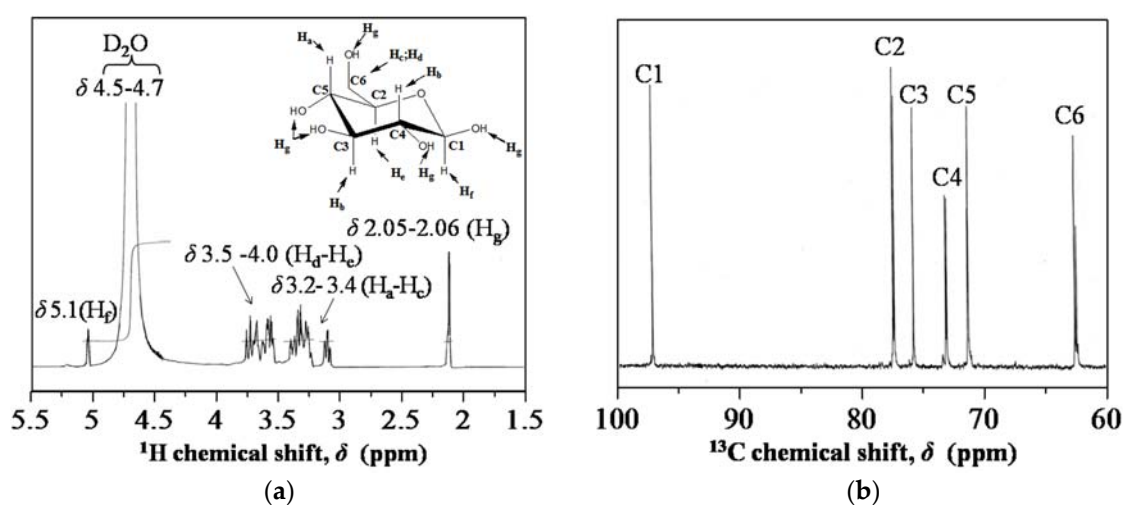 D₂O
δ 4.5-4.7
Hg
Ha
OH
Hc;Hd
H
C6
Hb
C5
H
O
C2
HO
HO
C4
OH
Hg
C3
OH
C1
Hg
H
H
H
He
Hg
Hf
Hb
δ 2.05-2.06 (Hg)
δ 3.5 -4.0 (Hd-He)
δ3.2- 3.4 (Ha-Hc)
δ5.1(Hf)
5.5 5 4.5 4 3.5 3 2.5 2 1.5
¹H chemical shift, δ (ppm)
(a)
C1
C2
C3
C5
C4
C6
100 90 80 70 60
¹³C chemical shift, δ (ppm)
(b)